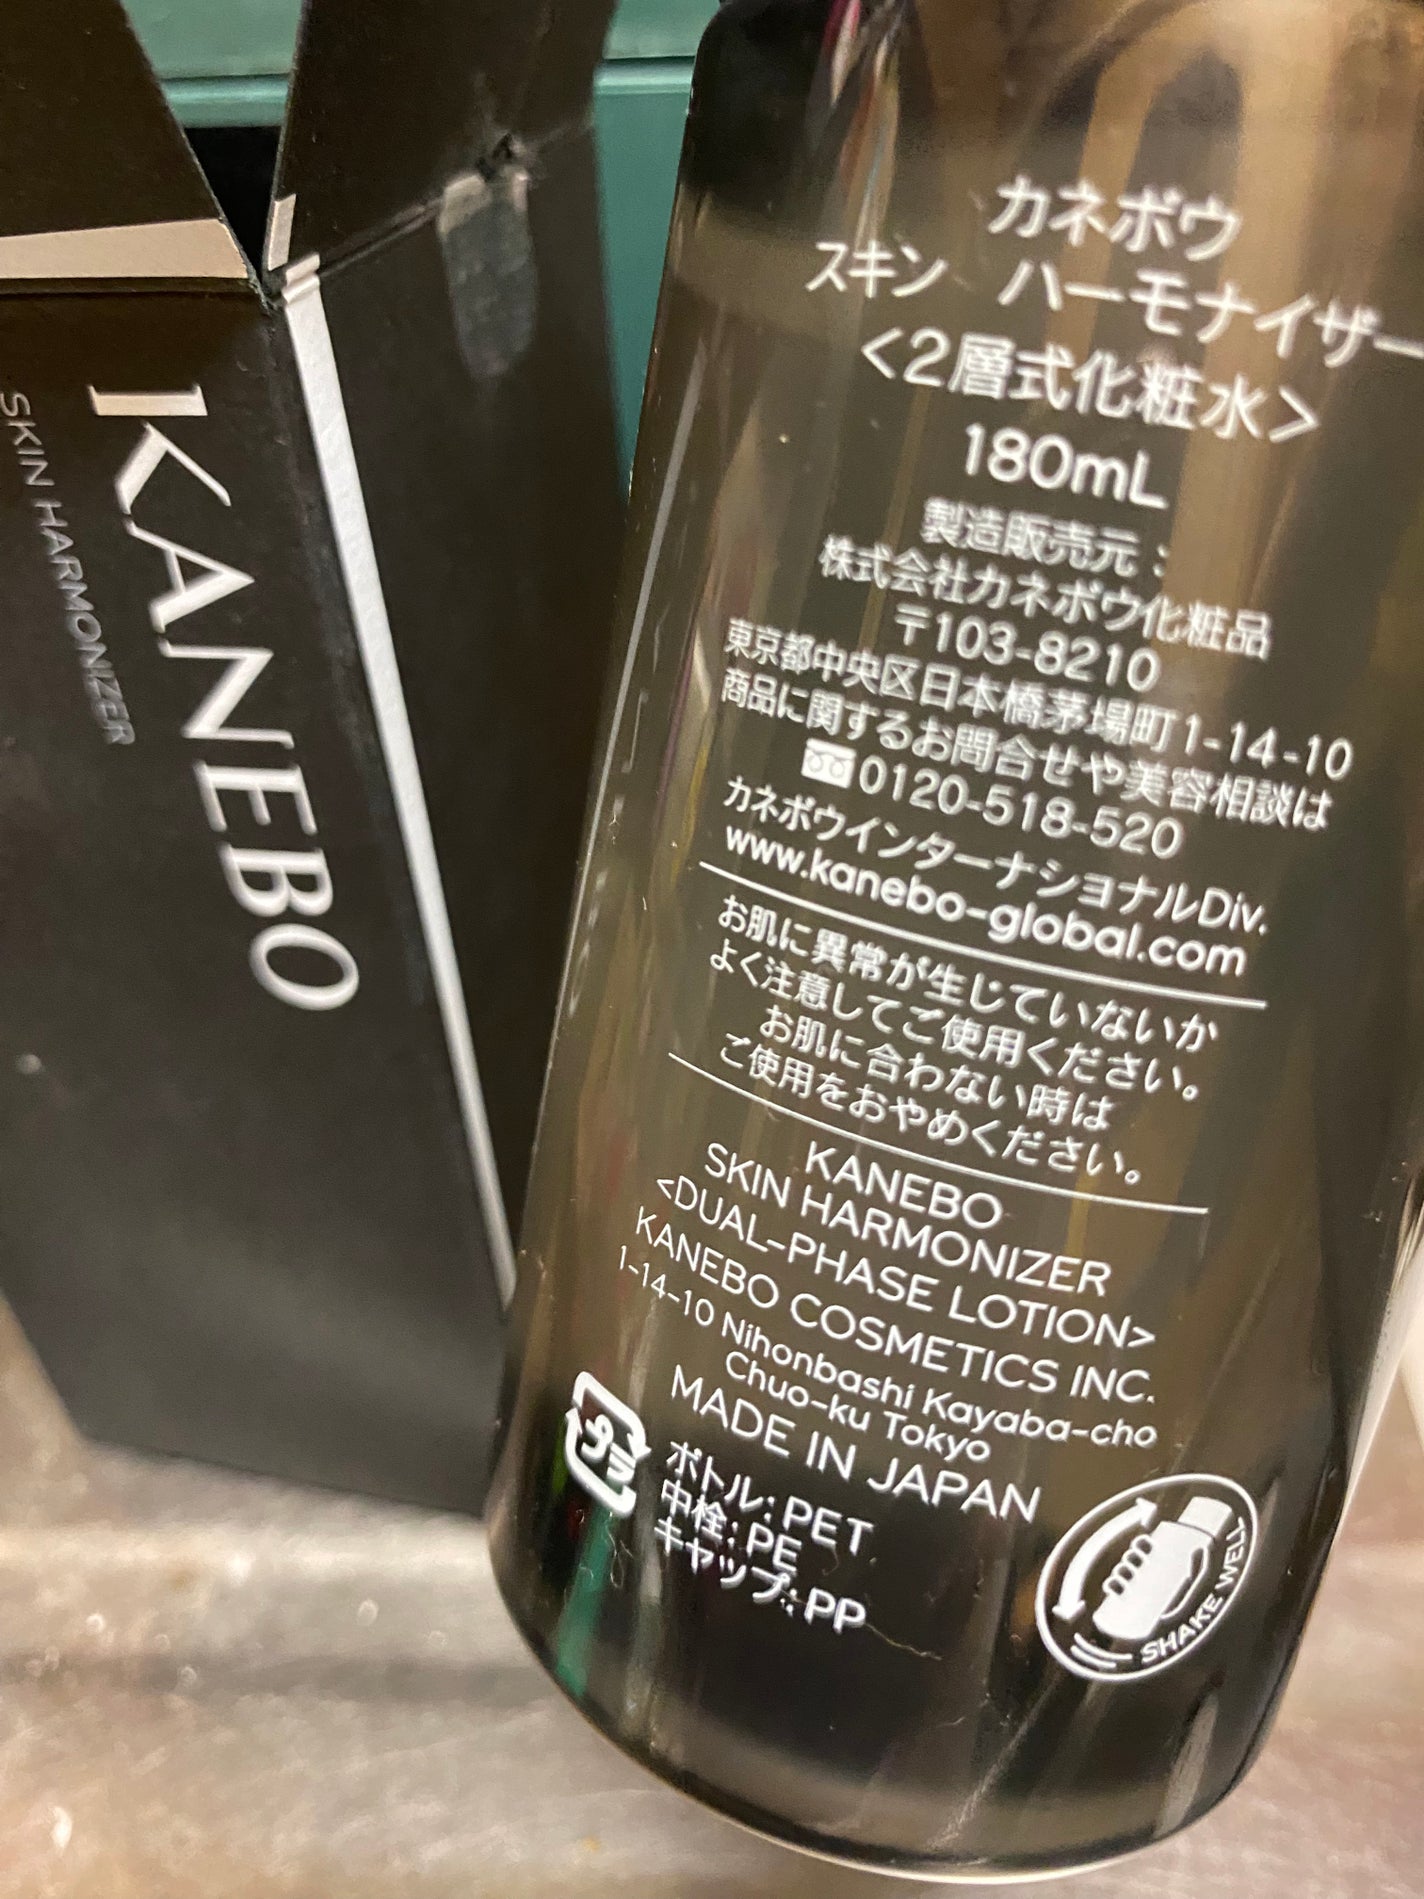 KANEBO
SKIN HARMONIZER
カネボウ
スキン ハーモナイザー
<2層式化粧水>
180mL
製造販売元:
株式会社カネボウ化粧品
〒103-8210
東京都中央区日本橋茅場町1-14-10
商品に関するお問合せや美容相談は
0120-518-520
カネボウインターナショナルDiv.
www.kanebo-global.com
お肌に異常が生じていないか
よく注意してご使用ください。
お肌に合わない時は
ご使用をおやめください。
KANEBO
SKIN HARMONIZER
<DUAL-PHASE LOTION>
KANEBO COSMETICS INC.
1-14-10 Nihonbashi Kayaba-cho
Chuo-ku Tokyo
MADE IN JAPAN
プラ
ボトル:PET
中栓:PE
キャップ:PP
SHAKE WELL